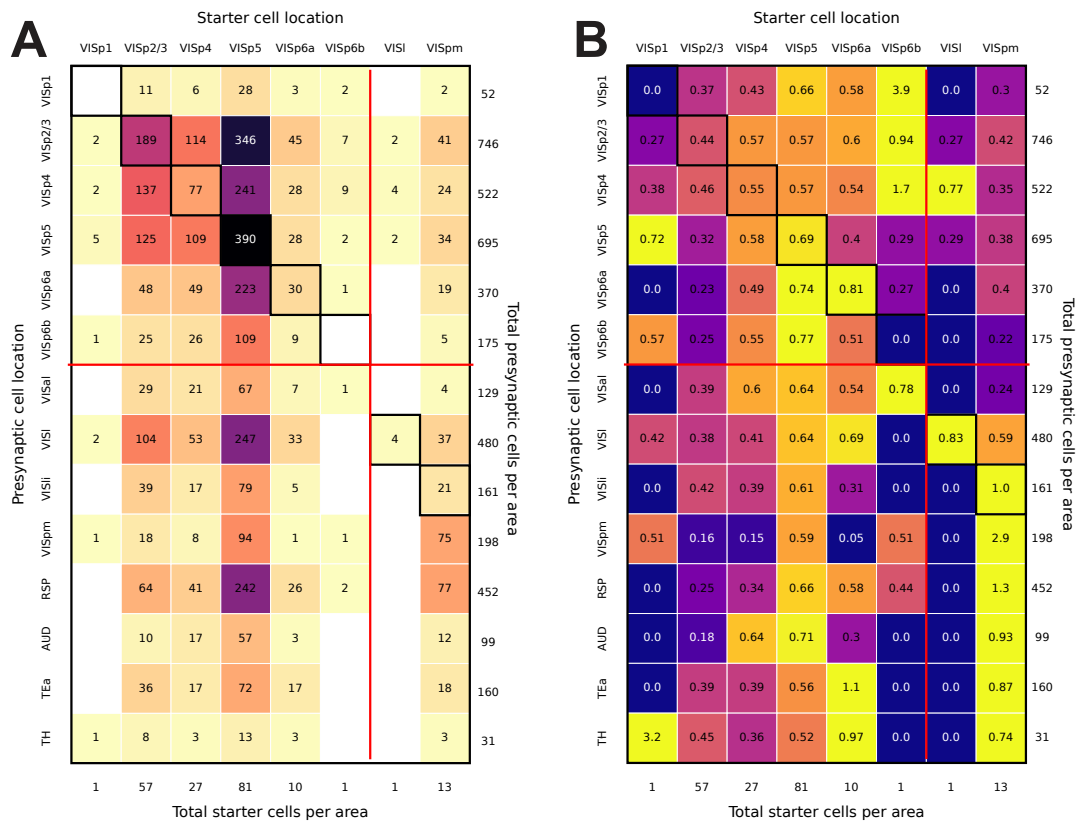 A
Starter cell location
VISp1 VISp2/3 VISp4 VISp5 VISp6a VISp6b VISl VISpm
VISp1 11 6 28 3 2 2 52
VISp2/3 2 189 114 346 45 7 2 41 746
VISp4 2 137 77 241 28 9 4 24 522
VISp5 5 125 109 390 28 2 2 34 695
VISp6a 48 49 223 30 1 19 370
VISp6b 1 25 26 109 9 5 175
VISal 29 21 67 7 1 4 129
VISl 2 104 53 247 33 4 37 480
VISli 39 17 79 5 21 161
VISpm 1 18 8 94 1 1 75 198
RSP 64 41 242 26 2 77 452
AUD 10 17 57 3 12 99
TEa 36 17 72 17 18 160
TH 1 8 3 13 3 3 31
1 57 27 81 10 1 1 13
Total starter cells per area
Presynaptic cell location
Total presynaptic cells per area
B
Starter cell location
VISp1 VISp2/3 VISp4 VISp5 VISp6a VISp6b VISl VISpm
VISp1 0.0 0.37 0.43 0.66 0.58 3.9 0.0 0.3 52
VISp2/3 0.27 0.44 0.57 0.57 0.6 0.94 0.27 0.42 746
VISp4 0.38 0.46 0.55 0.57 0.54 1.7 0.77 0.35 522
VISp5 0.72 0.32 0.58 0.69 0.4 0.29 0.29 0.38 695
VISp6a 0.0 0.23 0.49 0.74 0.81 0.27 0.0 0.4 370
VISp6b 0.57 0.25 0.55 0.77 0.51 0.0 0.0 0.22 175
VISal 0.0 0.39 0.6 0.64 0.54 0.78 0.0 0.24 129
VISl 0.42 0.38 0.41 0.64 0.69 0.0 0.83 0.59 480
VISli 0.0 0.42 0.39 0.61 0.31 0.0 0.0 1.0 161
VISpm 0.51 0.16 0.15 0.59 0.05 0.51 0.0 2.9 198
RSP 0.0 0.25 0.34 0.66 0.58 0.44 0.0 1.3 452
AUD 0.0 0.18 0.64 0.71 0.3 0.0 0.0 0.93 99
TEa 0.0 0.39 0.39 0.56 1.1 0.0 0.0 0.87 160
TH 3.2 0.45 0.36 0.52 0.97 0.0 0.0 0.74 31
1 57 27 81 10 1 1 13
Total starter cells per area
Presynaptic cell location
Total presynaptic cells per area